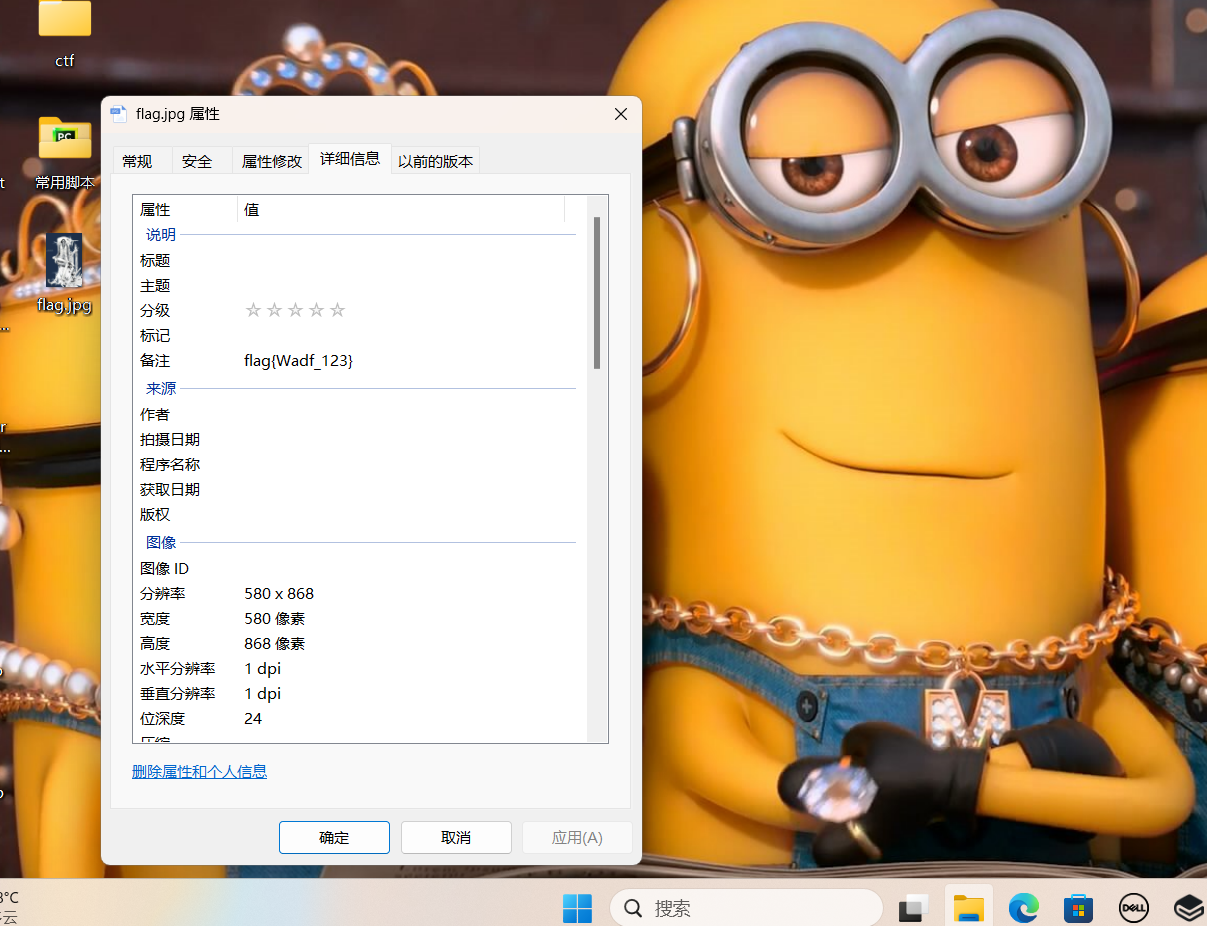 ctf
常用脚本
flag.jpg
flag.jpg 属性
常规 安全 属性修改 详细信息 以前的版本
属性 值
说明
标题
主题
分级 ☆ ☆ ☆ ☆ ☆
标记
备注 flag{Wadf_123}
来源
作者
拍摄日期
程序名称
获取日期
版权
图像
图像 ID
分辨率 580 x 868
宽度 580 像素
高度 868 像素
水平分辨率 1 dpi
垂直分辨率 1 dpi
位深度 24
删除属性和个人信息
确定 取消 应用(A)
搜索
DELL
PC
M